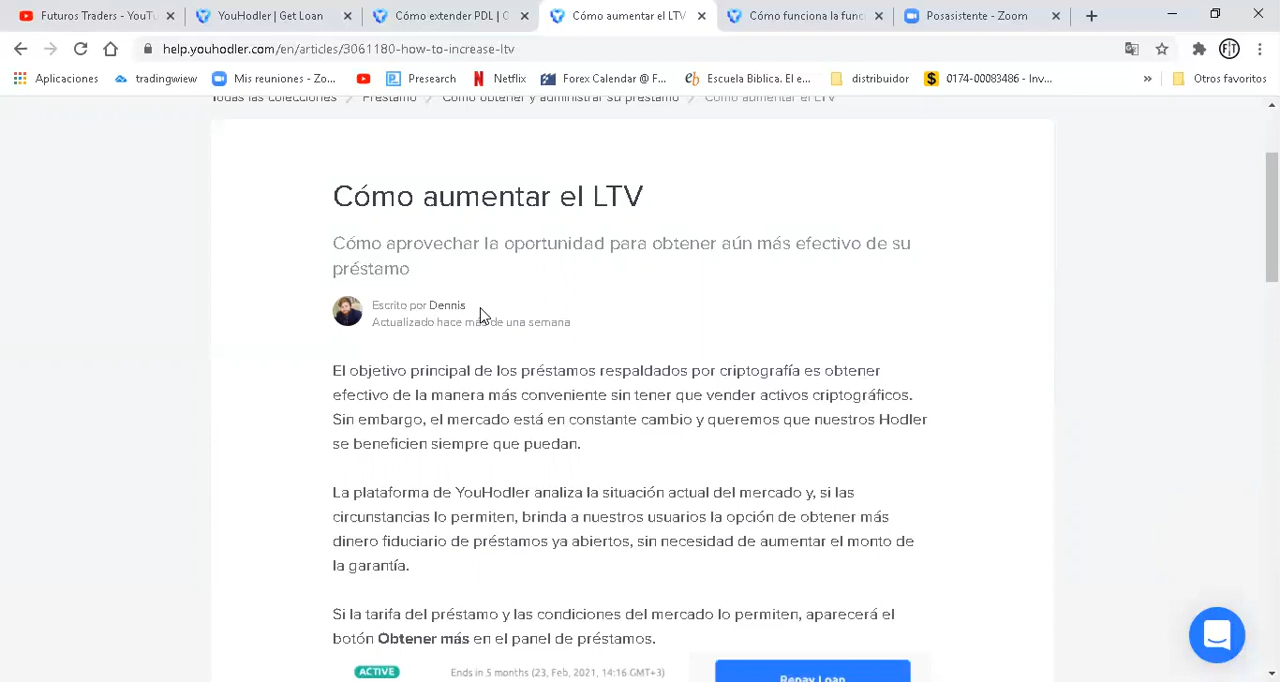 Futuros Traders - YouTu
YouHodler | Get Loan
Cómo extender PDL | C
Cómo aumentar el LTV
Cómo funciona la func
Posasistente - Zoom
help.youhodler.com/en/articles/3061180-how-to-increase-ltv
Aplicaciones
tradingwiew
Mis reuniones - Zo...
Presearch
Netflix
Forex Calendar @ F...
Escuela Biblica. El e...
distribuidor
0174-00083486 - Inv...
»
Otros favoritos
Todas las colecciones
Préstamo
Cómo obtener y administrar su préstamo
Cómo aumentar el LTV
Cómo aumentar el LTV
Cómo aprovechar la oportunidad para obtener aún más efectivo de su
préstamo
Escrito por Dennis
Actualizado hace más de una semana
El objetivo principal de los préstamos respaldados por criptografía es obtener
efectivo de la manera más conveniente sin tener que vender activos criptográficos.
Sin embargo, el mercado está en constante cambio y queremos que nuestros Hodler
se beneficien siempre que puedan.
La plataforma de YouHodler analiza la situación actual del mercado y, si las
circunstancias lo permiten, brinda a nuestros usuarios la opción de obtener más
dinero fiduciario de préstamos ya abiertos, sin necesidad de aumentar el monto de
la garantía.
Si la tarifa del préstamo y las condiciones del mercado lo permiten, aparecerá el
botón Obtener más en el panel de préstamos.
ACTIVE
Ends in 5 months (23, Feb, 2021, 14:16 GMT+3)
Repay Loan